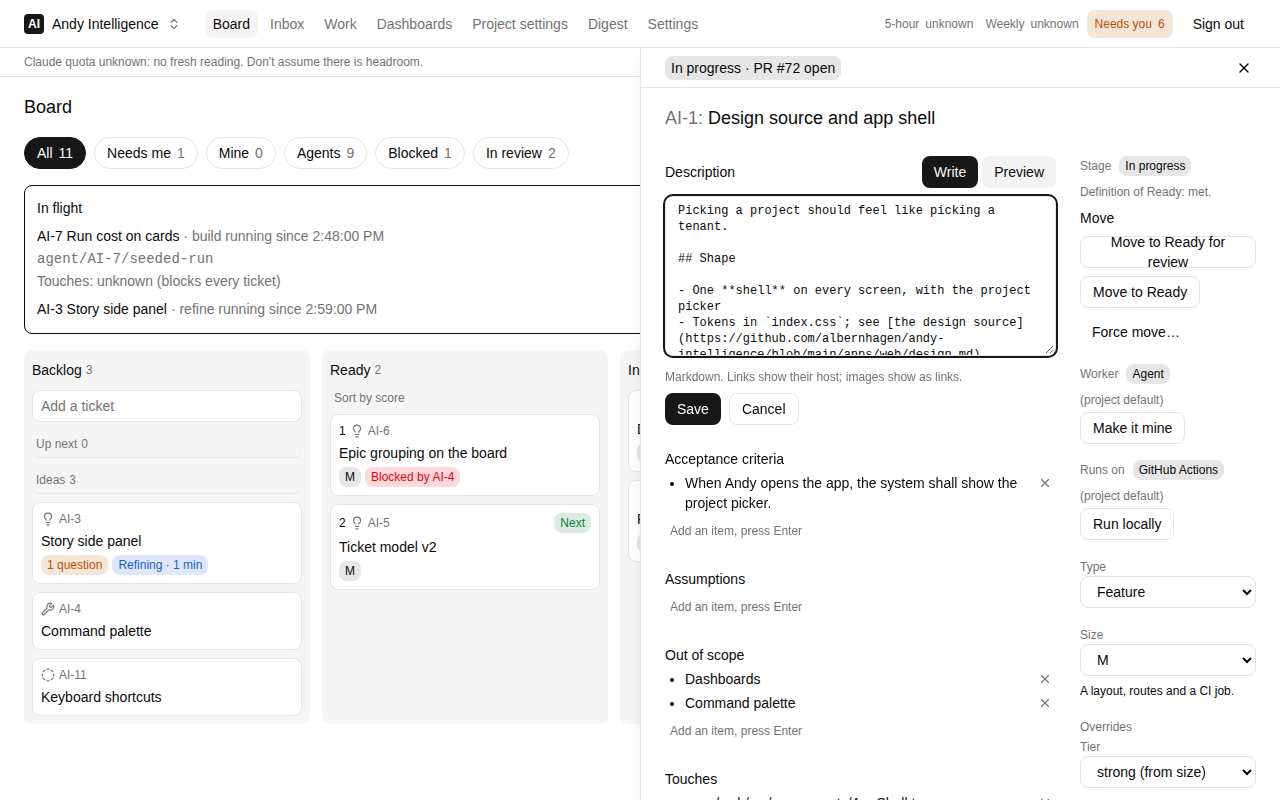 AI Andy Intelligence Board Inbox Work Dashboards Project settings Digest Settings 5-hour unknown Weekly unknown Needs you 6 Sign out
Claude quota unknown: no fresh reading. Don't assume there is headroom.
Board
All 11 Needs me 1 Mine 0 Agents 9 Blocked 1 In review 2
In flight
AI-7 Run cost on cards · build running since 2:48:00 PM
agent/AI-7/seeded-run
Touches: unknown (blocks every ticket)
AI-3 Story side panel · refine running since 2:59:00 PM
Backlog 3
Add a ticket
Up next 0
Ideas 3
AI-3
Story side panel
1 question Refining · 1 min
AI-4
Command palette
AI-11
Keyboard shortcuts
Ready 2
Sort by score
1 AI-6
Epic grouping on the board
M Blocked by AI-4
2 AI-5 Next
Ticket model v2
M
In
In progress · PR #72 open
AI-1: Design source and app shell
Description Write Preview
Picking a project should feel like picking a
tenant.
## Shape
- One **shell** on every screen, with the project
picker
- Tokens in `index.css`; see [the design source]
(https://github.com/albernhagen/andy-
intelligence/blob/main/apps/web/design.md)
Markdown. Links show their host; images show as links.
Save Cancel
Acceptance criteria
• When Andy opens the app, the system shall show the
project picker.
Add an item, press Enter
Assumptions
Add an item, press Enter
Out of scope
• Dashboards
• Command palette
Add an item, press Enter
Touches
Stage In progress
Definition of Ready: met.
Move
Move to Ready for
review
Move to Ready
Force move…
Worker Agent
(project default)
Make it mine
Runs on GitHub Actions
(project default)
Run locally
Type
Feature
Size
M
A layout, routes and a CI job.
Overrides
Tier
strong (from size)